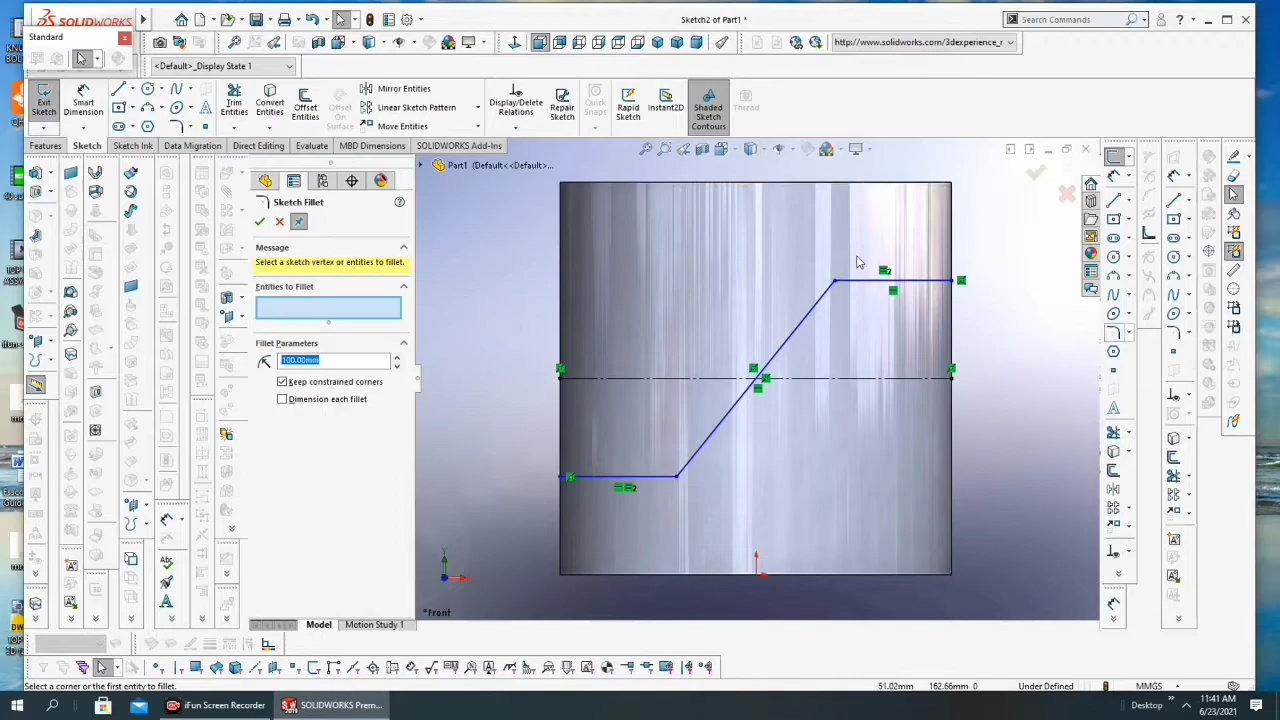 SOLIDWORKS
Sketch2 of Part1 *
Search Commands
Standard
<Default>_Display State 1
http://www.solidworks.com/3dexperience_r
Exit Sketch
Smart Dimension
Trim Entities
Convert Entities
Offset Entities
Offset On Surface
Mirror Entities
Linear Sketch Pattern
Move Entities
Display/Delete Relations
Repair Sketch
Quick Snaps
Rapid Sketch
Instant2D
Shaded Sketch Contours
Thread
Features
Sketch
Sketch Ink
Data Migration
Direct Editing
Evaluate
MBD Dimensions
SOLIDWORKS Add-Ins
Part1 (Default<<Default>...
Sketch Fillet
Message
Select a sketch vertex or entities to fillet.
Entities to Fillet
Fillet Parameters
100.00mm
Keep constrained corners
Dimension each fillet
2
2
Y
*Front
Model
Motion Study 1
Select a corner or the first entity to fillet.
51.02mm
162.66mm 0
Under Defined
MMGS
iFun Screen Recorder
SOLIDWORKS Prem...
Desktop
11:41 AM
6/23/2021